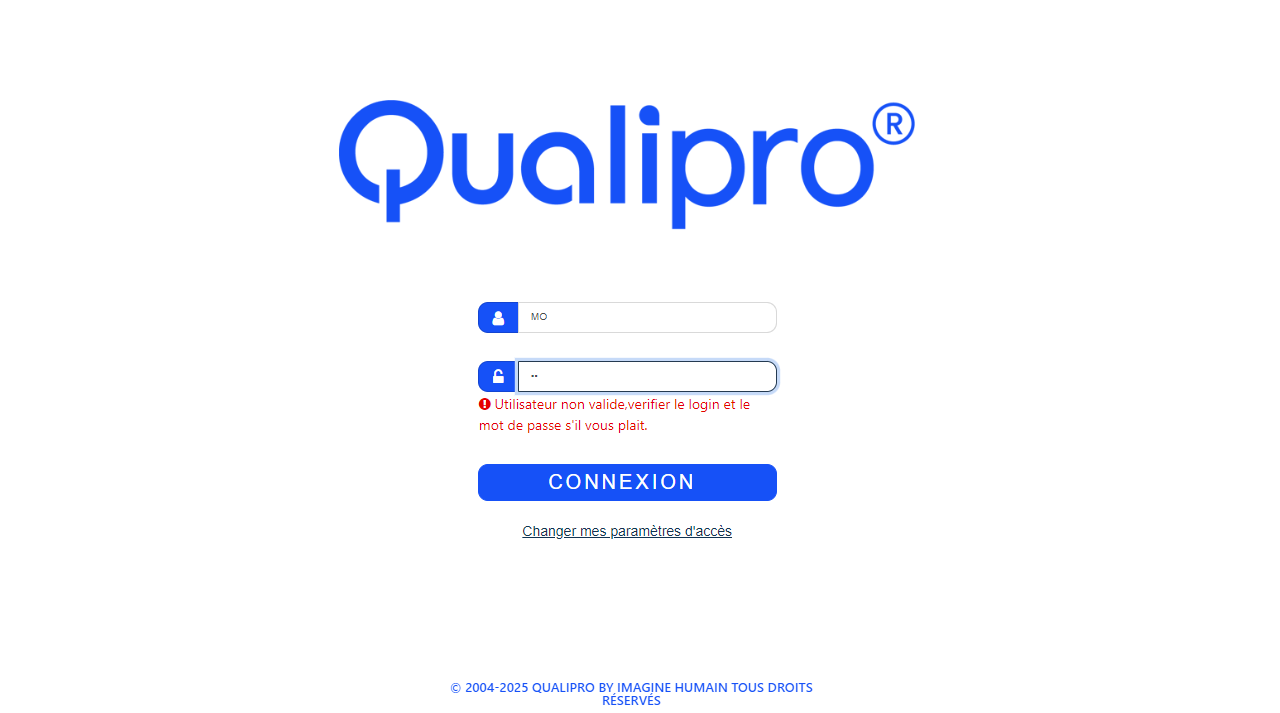 Qualipro®
MO
••
Utilisateur non valide,verifier le login et le
mot de passe s'il vous plait.
CONNEXION
Changer mes paramètres d'accès
© 2004-2025 QUALIPRO BY IMAGINE HUMAIN TOUS DROITS
RÉSERVÉS